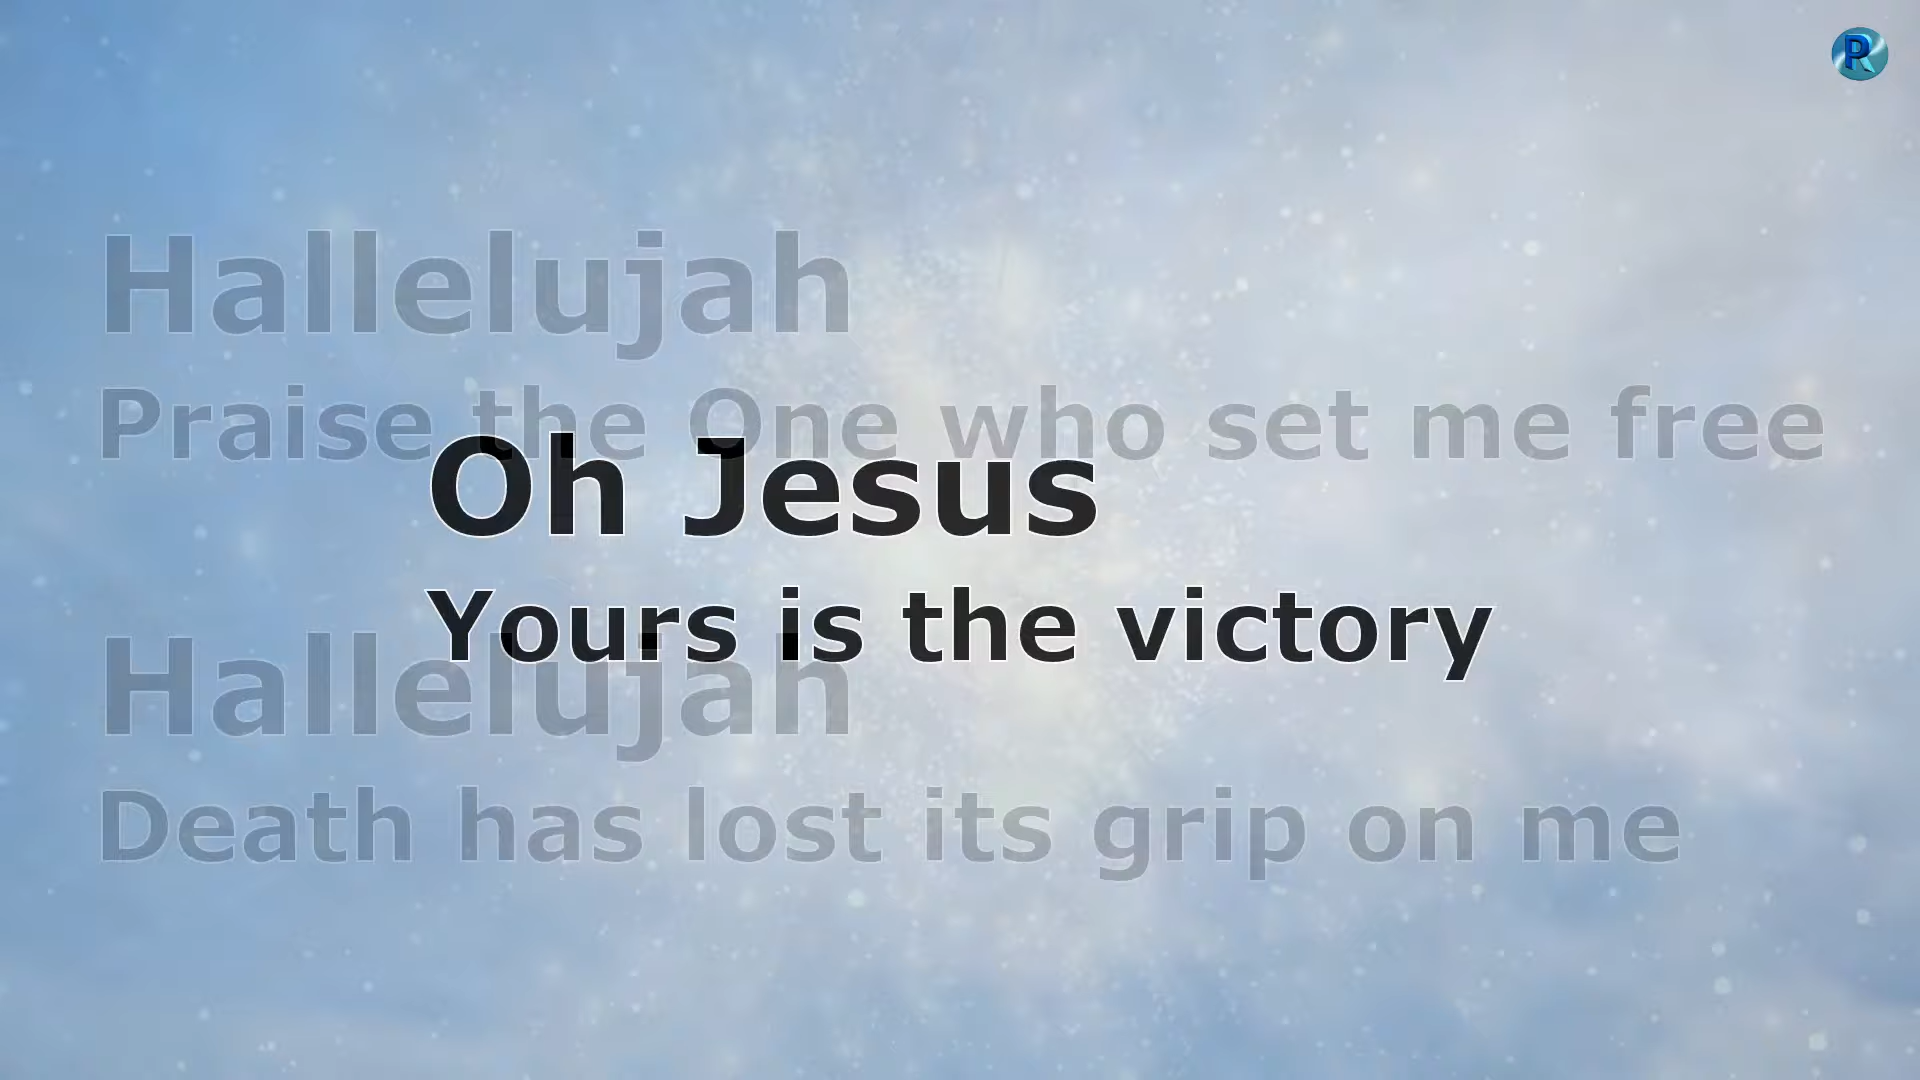 R
Hallelujah
Praise the One who set me free
Oh Jesus
Yours is the victory
Hallelujah
Death has lost its grip on me